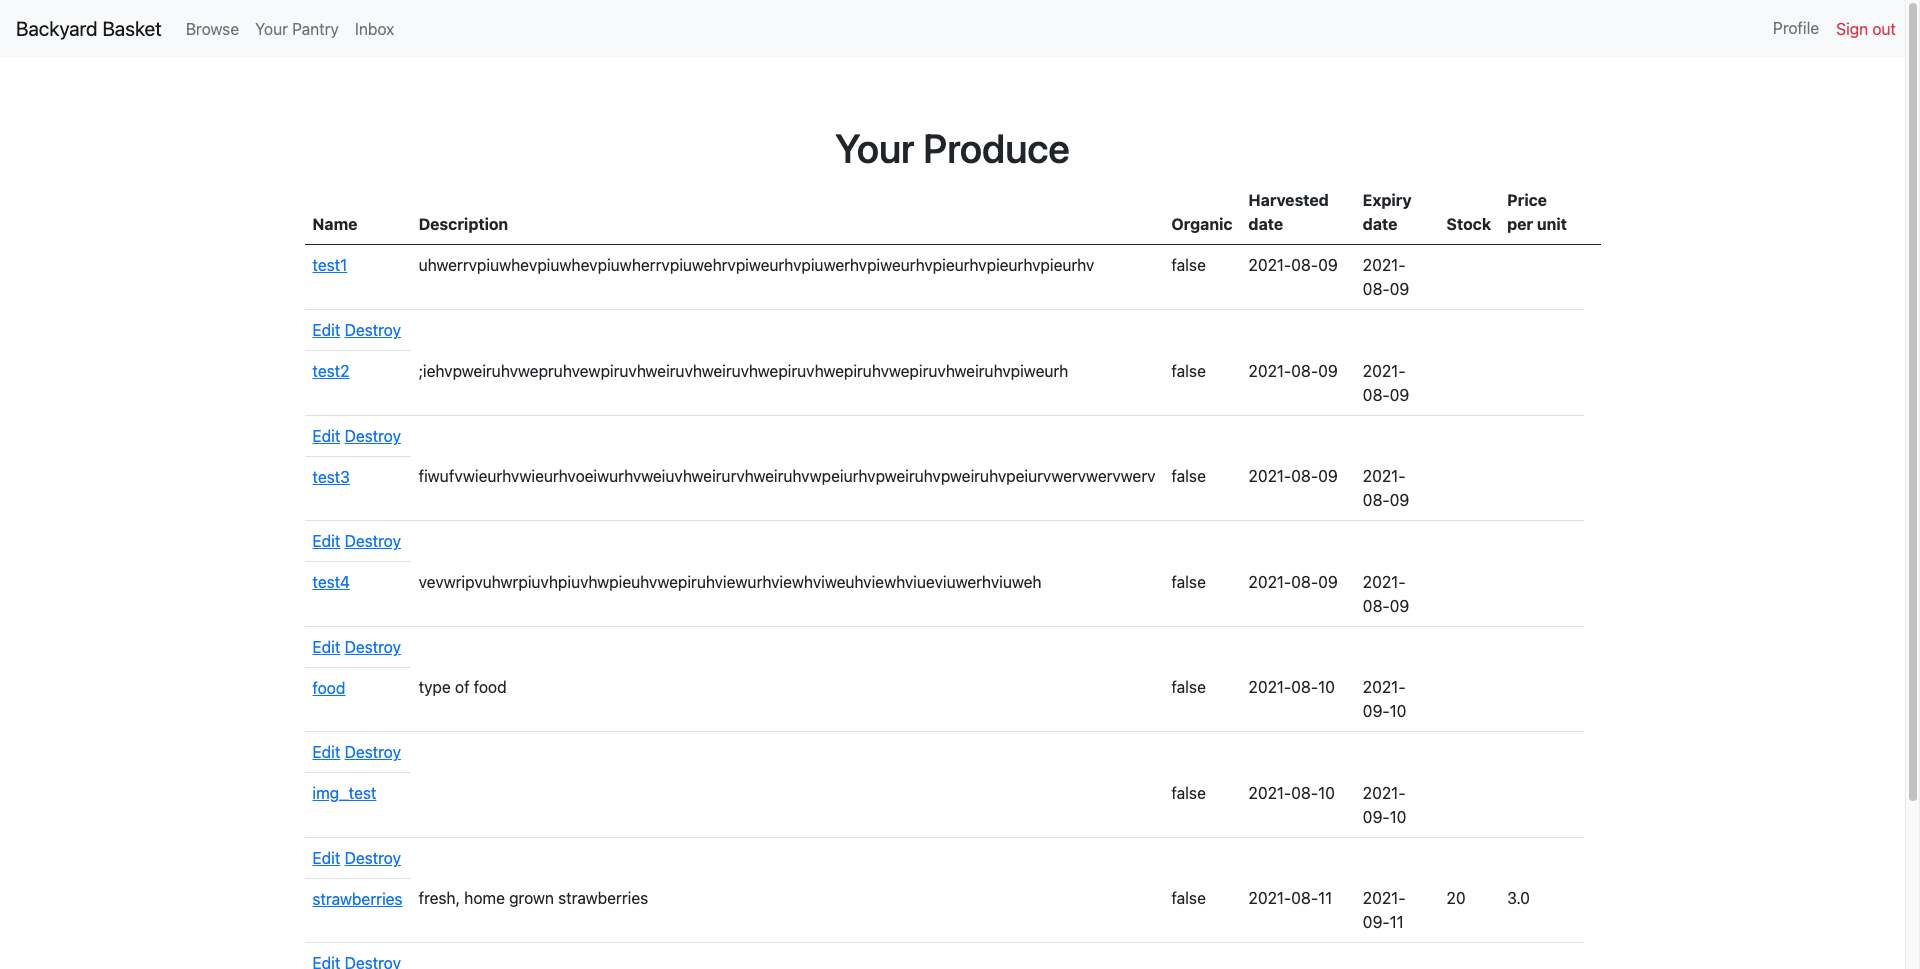 Backyard Basket Browse Your Pantry Inbox Profile Sign out
Your Produce
Name Description Organic Harvested date Expiry date Stock Price per unit
test1 uhwerrvpiuwhevpiuwhevpiuwherrvpiuwehrvpiweurhvpiuwerhvpiweurhvpieurhvpieurhvpieurhv false 2021-08-09 2021-
08-09
Edit Destroy
test2 ;iehvpweiruhvwepruhvewpiruvhweiruvhweiruvhwepiruvhwepiruhvwepiruvhweiruhvpiweurh false 2021-08-09 2021-
08-09
Edit Destroy
test3 fiwufvwieurhvwieurhvoeiwurhvweiuvhweirurvhweiruhvwpeiurhvpweiruhvpweiruhvpeiurvwervwervwerv false 2021-08-09 2021-
08-09
Edit Destroy
test4 vevwripvuhwrpiuvhpiuvhwpieuhvwepiruhviewurhviewhviweuhviewhviueviuwerhviuweh false 2021-08-09 2021-
08-09
Edit Destroy
food type of food false 2021-08-10 2021-
09-10
Edit Destroy
img_test false 2021-08-10 2021-
09-10
Edit Destroy
strawberries fresh, home grown strawberries false 2021-08-11 2021-
09-11 20 3.0
Edit Destroy